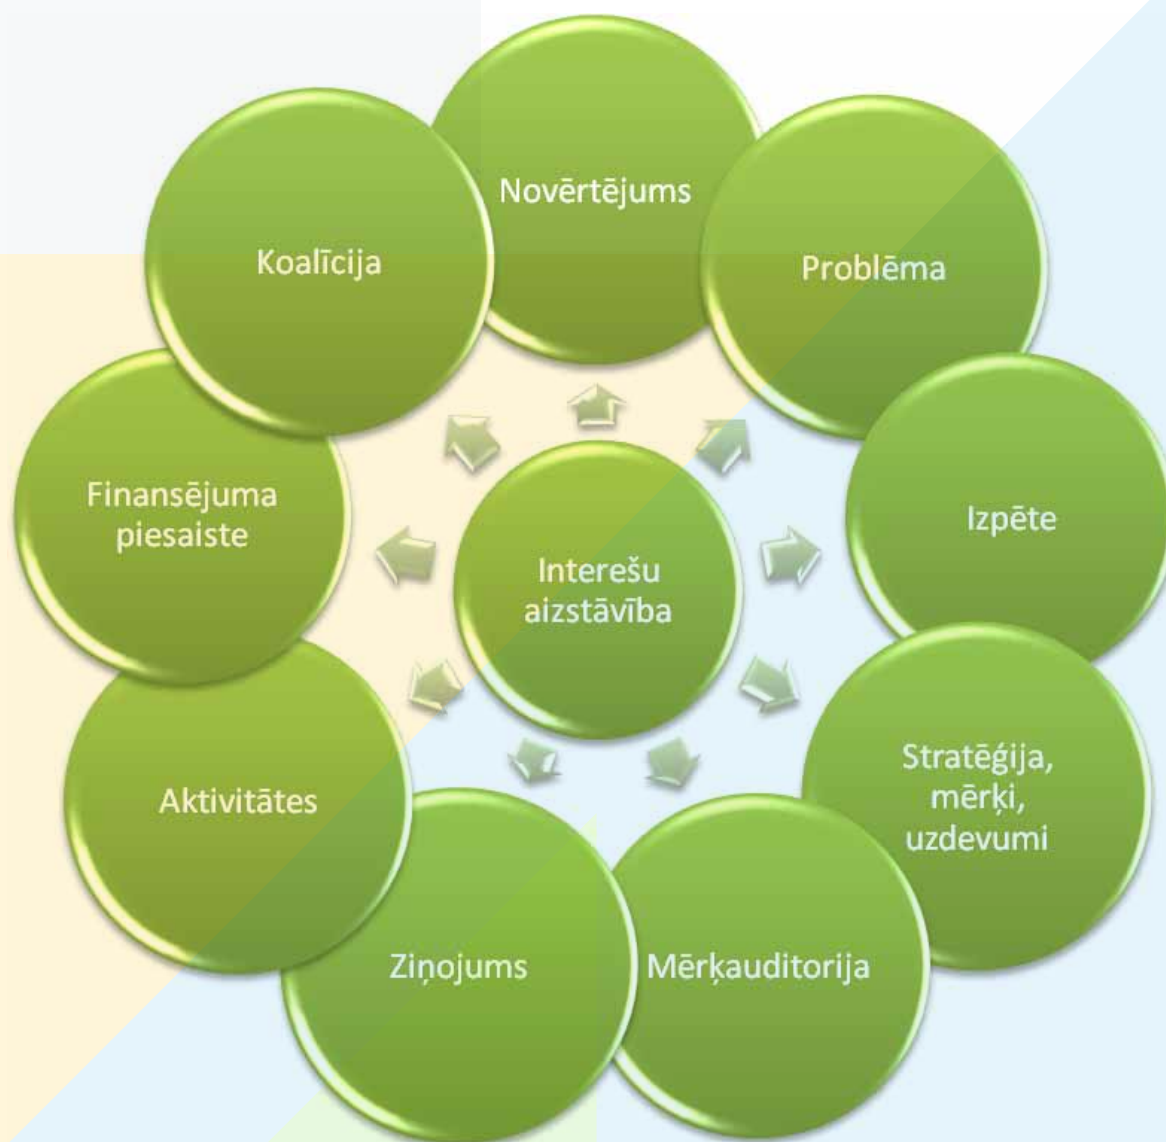 Novērtējums
Problēma
Izpēte
Stratēģija,
mērķi,
uzdevumi
Mērķauditorija
Ziņojums
Aktivitātes
Finansējuma
piesaiste
Koalīcija
Interešu
aizstāvība